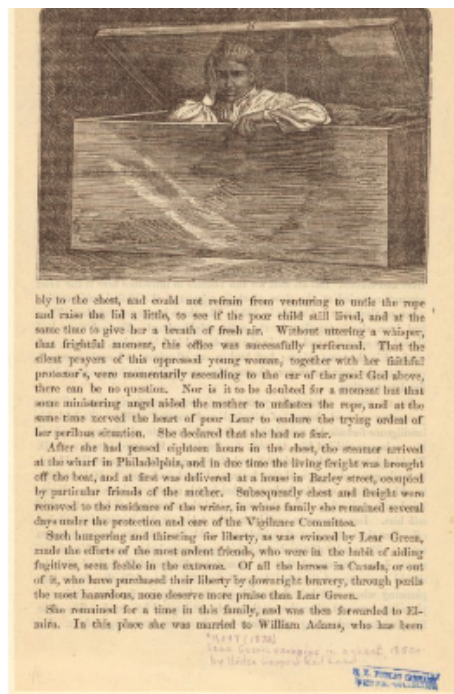 bly to the chest, and could not refrain from venturing to untie the rope
and raise the lid a little, to see if the poor child still lived, and at the
same time to give her a breath of fresh air. Without uttering a whisper,
that frightful moment, this office was successfully performed. That the
silent prayers of this oppressed young woman, together with her faithful
protector's, were momentarily ascending to the ear of the good God above,
there can be no question. Nor is it to be doubted for a moment but that
some ministering angel aided the mother to unfasten the rope, and at the
same time nerved the heart of poor Lear to endure the trying ordeal of
her perilous situation. She declared that she had no fear.
After she had passed eighteen hours in the chest, the steamer arrived
at the wharf in Philadelphia, and in due time the living freight was brought
off the boat, and at first was delivered at a house in Barley street, occupied
by particular friends of the mother. Subsequently chest and freight were
removed to the residence of the writer, in whose family she remained several
days under the protection and care of the Vigilance Committee.
Such hungering and thirsting for liberty, as was evinced by Lear Green,
made the efforts of the most ardent friends, who were in the habit of aiding
fugitives, seem feeble in the extreme. Of all the heroes in Canada, or out
of it, who have purchased their liberty by downright bravery, through perils
the most hazardous, none deserve more praise than Lear Green.
She remained for a time in this family, and was then forwarded to El-
mira. In this place she was married to William Adams, who has been
Lear Green escaping in a chest